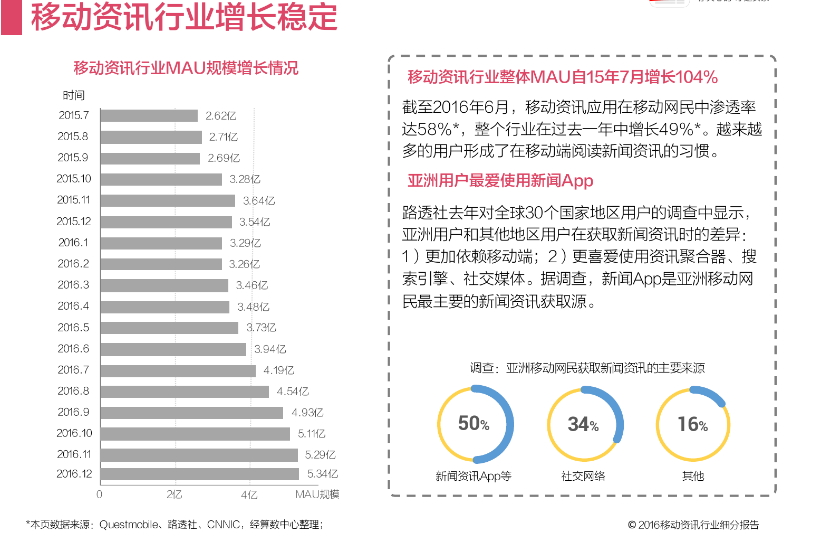 移动资讯行业增长稳定
移动资讯行业MAU规模增长情况
时间
2015.7 2.62亿
2015.8 2.71亿
2015.9 2.69亿
2015.10 3.28亿
2015.11 3.64亿
2015.12 3.54亿
2016.1 3.29亿
2016.2 3.26亿
2016.3 3.46亿
2016.4 3.48亿
2016.5 3.73亿
2016.6 3.94亿
2016.7 4.19亿
2016.8 4.54亿
2016.9 4.93亿
2016.10 5.11亿
2016.11 5.29亿
2016.12 5.34亿
0 2亿 4亿 MAU规模
移动资讯行业整体MAU自15年7月增长104%
截至2016年6月，移动资讯应用在移动网民中渗透率
达58%*，整个行业在过去一年中增长49%*。越来越
多的用户形成了在移动端阅读新闻资讯的习惯。
亚洲用户最爱使用新闻App
路透社去年对全球30个国家地区用户的调查中显示，
亚洲用户和其他地区用户在获取新闻资讯时的差异：
1）更加依赖移动端；2）更喜爱使用资讯聚合器、搜
索引擎、社交媒体。据调查，新闻App是亚洲移动网
民最主要的新闻资讯获取源。
调查：亚洲移动网民获取新闻资讯的主要来源
50% 34% 16%
新闻资讯App等 社交网络 其他
*本页数据来源：Questmobile、路透社、CNNIC，经算数中心整理；
© 2016移动资讯行业细分报告